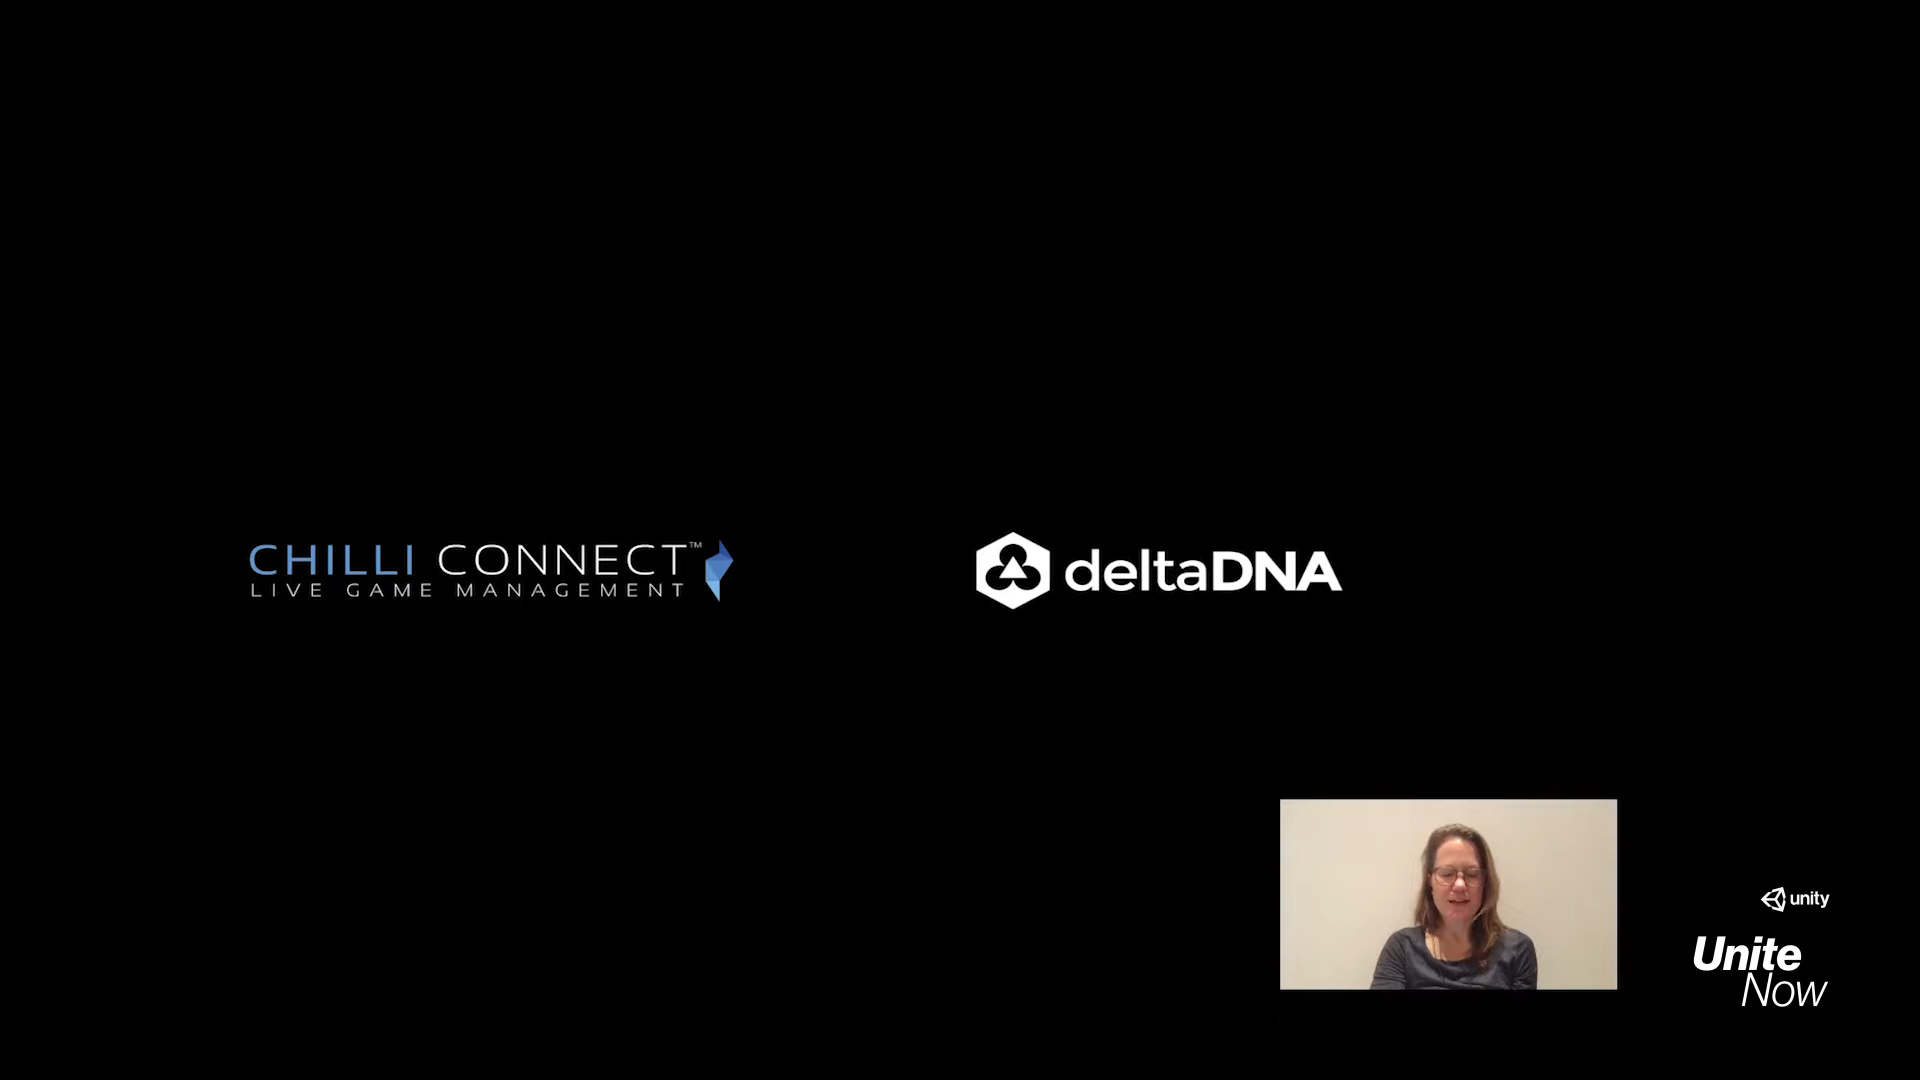 CHILLI CONNECT™
LIVE GAME MANAGEMENT
deltaDNA
unity
Unite
Now